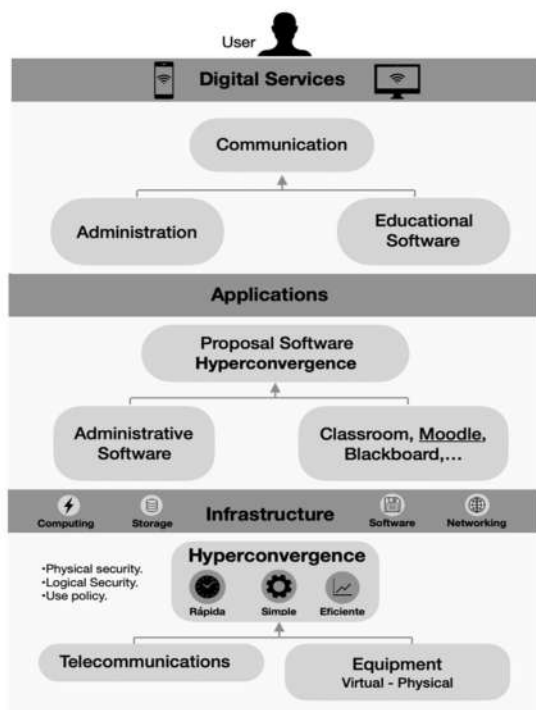 User
Digital Services
Communication
Administration
Educational
Software
Applications
Proposal Software
Hyperconvergence
Administrative
Software
Classroom, Moodle,
Blackboard,...
Computing
Storage
Infrastructure
Software
Networking
Hyperconvergence
•Physical security.
•Logical Security.
•Use policy.
Rápida
Simple
Eficiente
Telecommunications
Equipment
Virtual - Physical